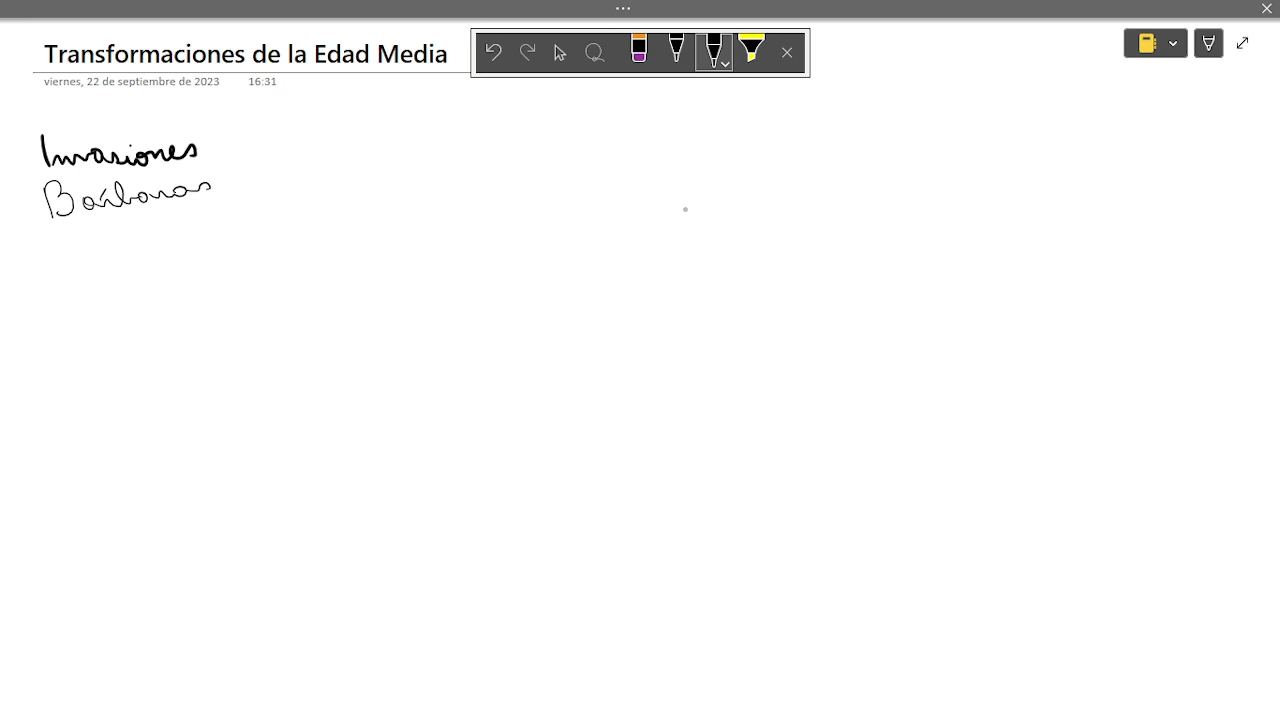 Transformaciones de la Edad Media
viernes, 22 de septiembre de 2023 16:31
Invasiones
Bárbaras